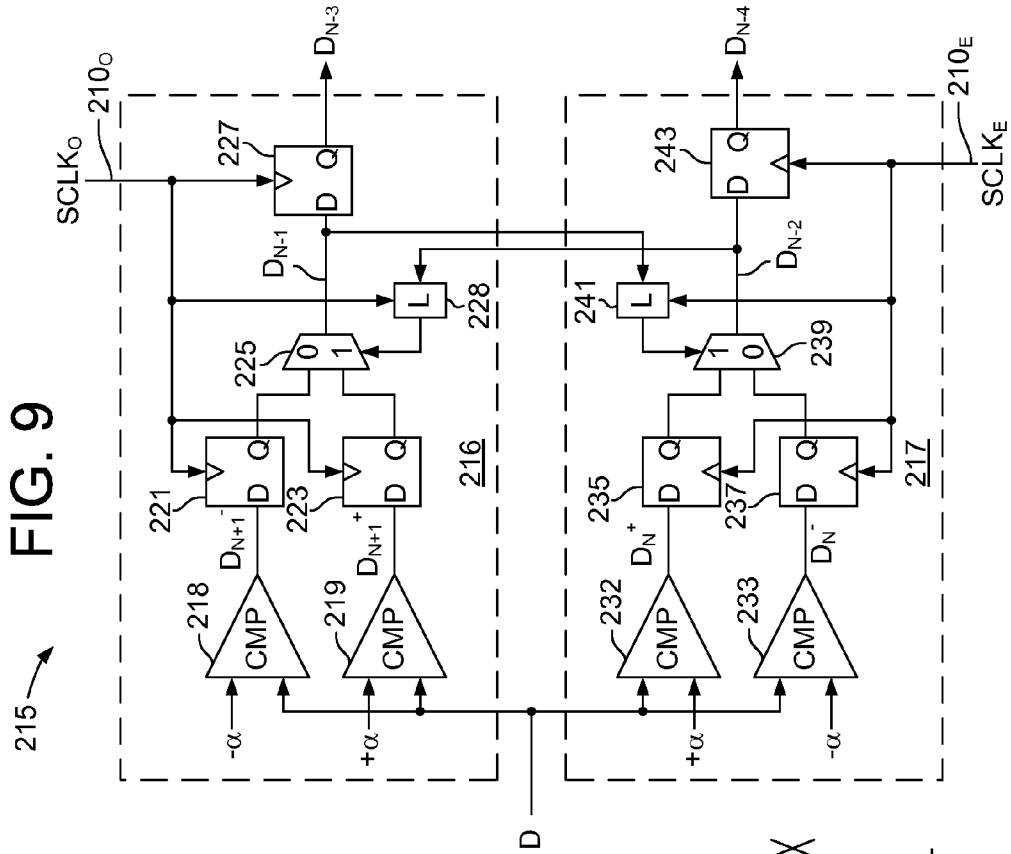 FIG. 9
215
SCLKO
210O
216
-α
+α
218
219
CMP
CMP
DN+1-
DN+1+
221
223
D
Q
D
Q
225
0
1
228
L
DN-1
227
D
Q
DN-3
D
217
+α
-α
232
233
CMP
CMP
DN+
DN-
235
237
D
Q
D
Q
241
L
1
0
239
DN-2
243
D
Q
DN-4
SCLKE
210E
X